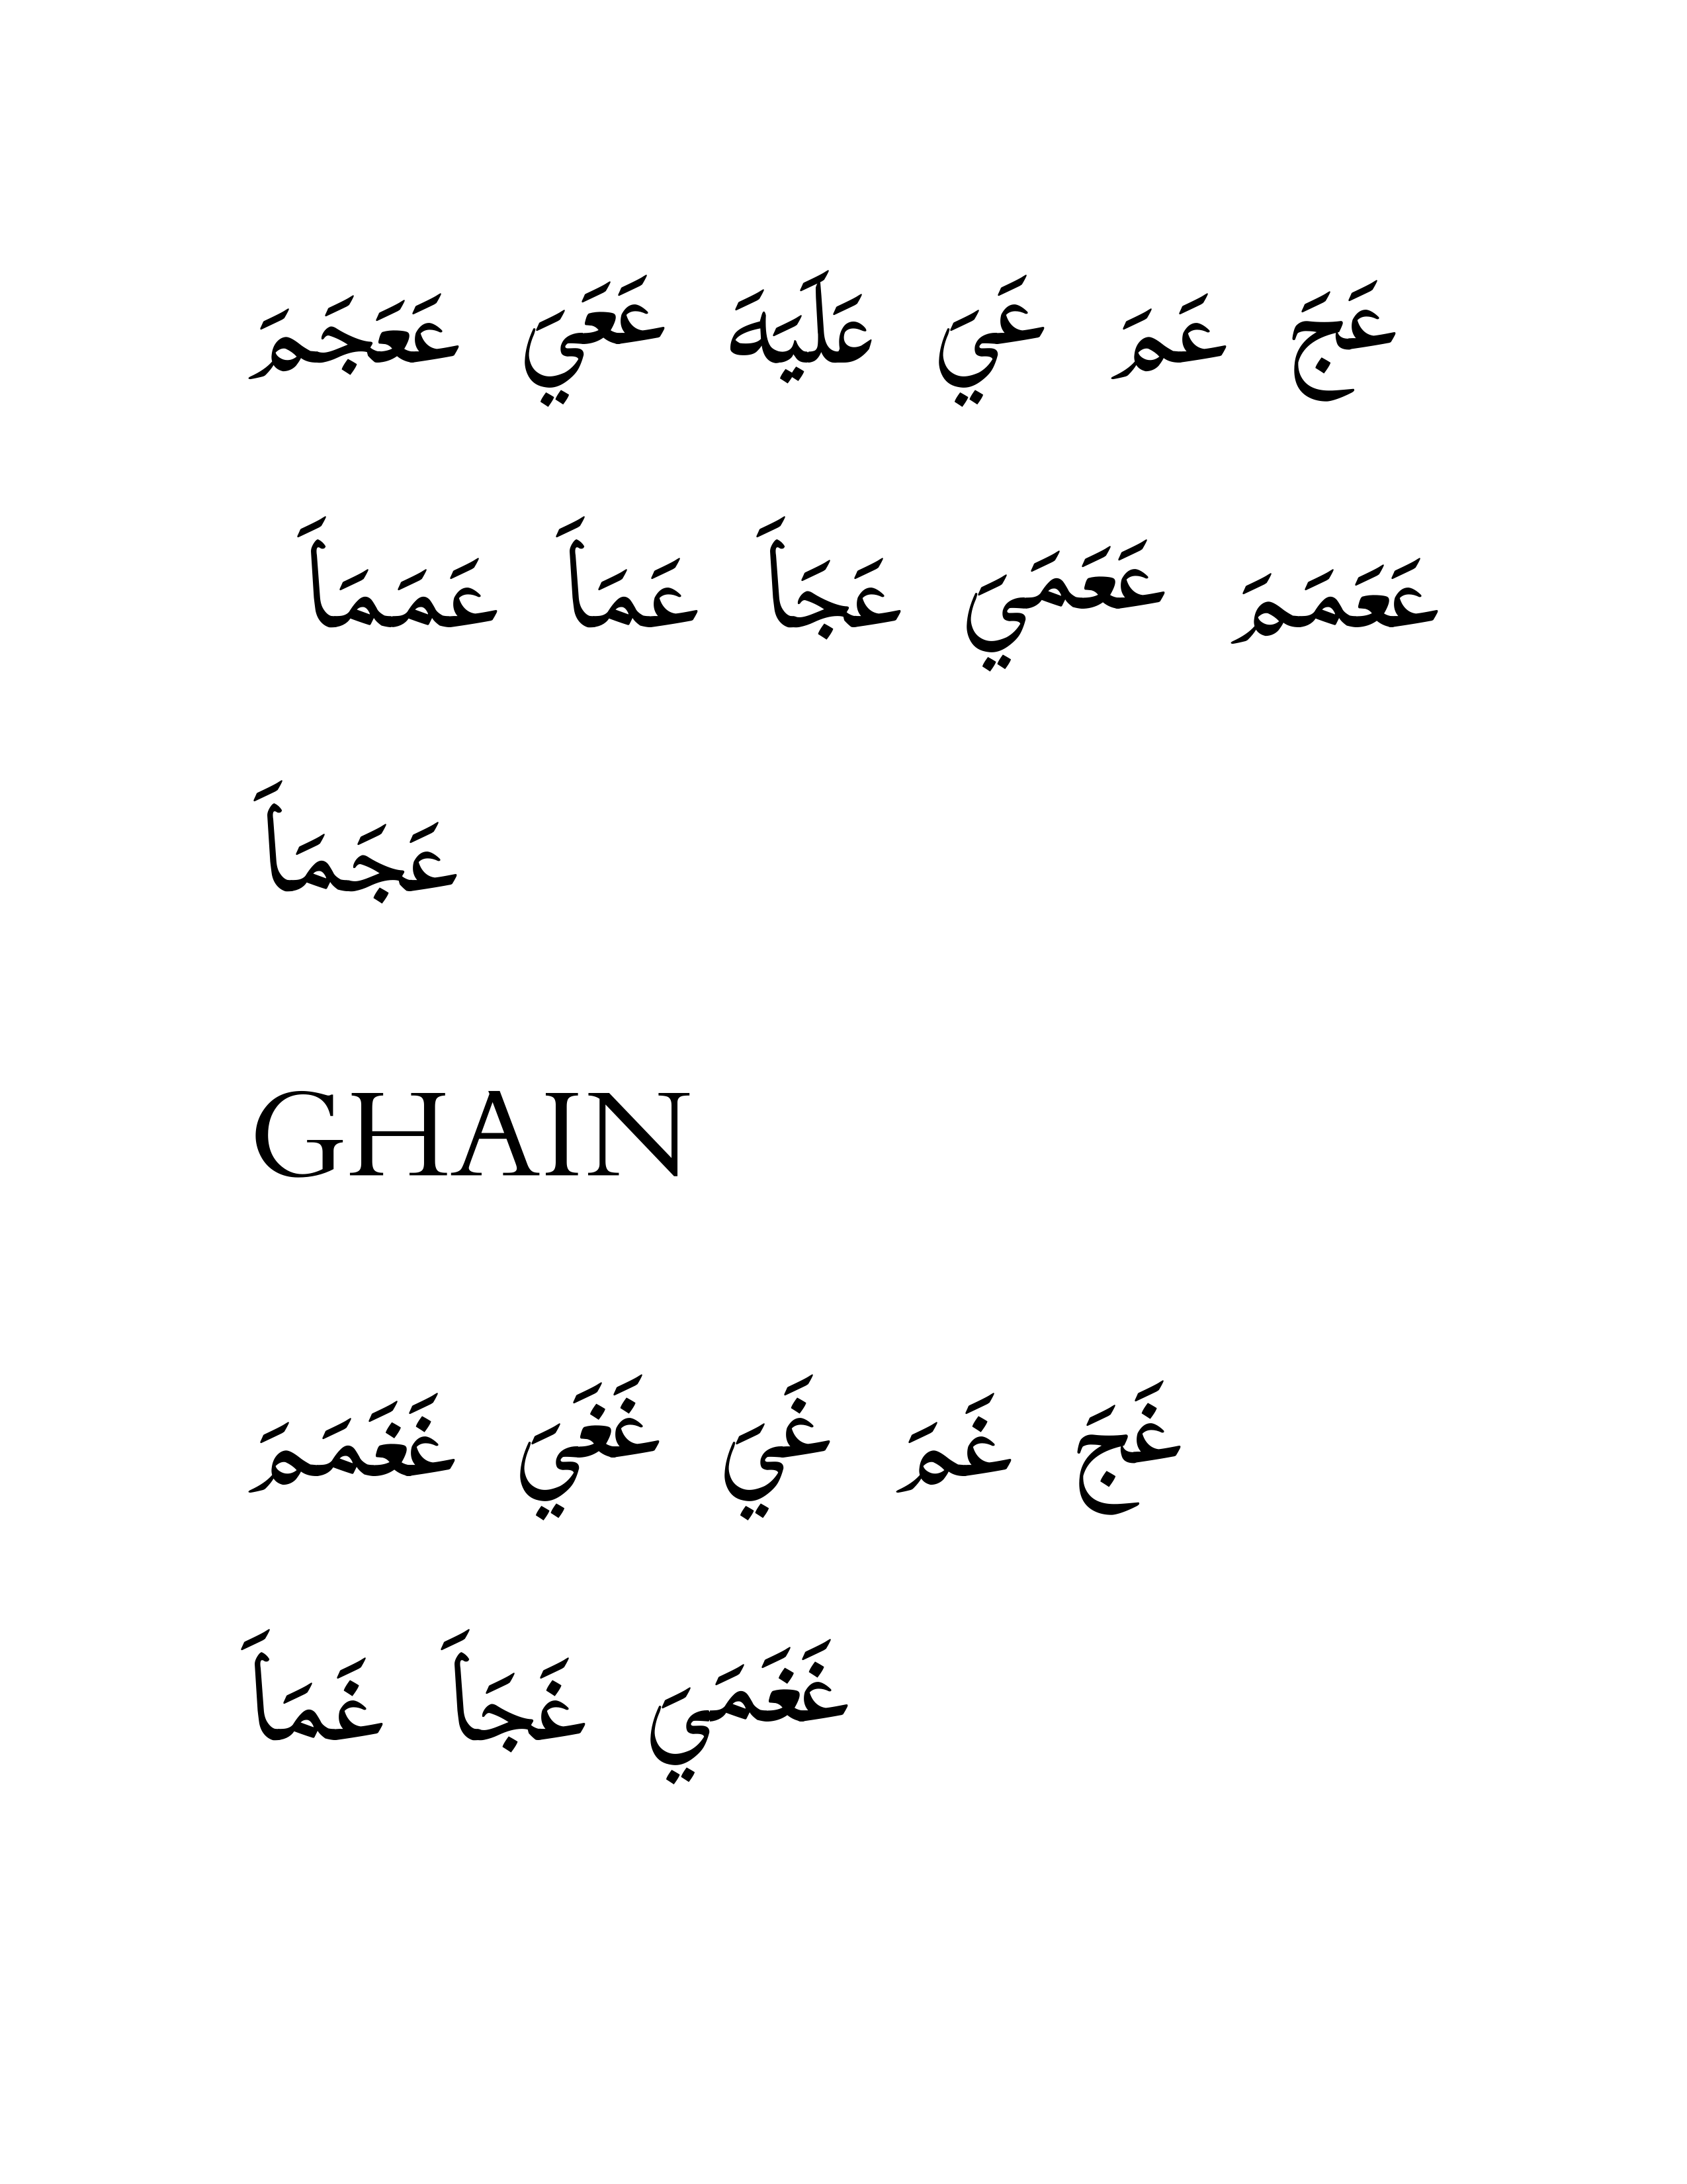 عَجَ عَمَ عَيَ عَعَيَ عَعَجَمَ
عَعَمَمَ عَعَمَيَ عَجَاَ عَمَاَ عَمَمَاَ
عَجَمَاَ
GHAIN
غَجَ غَمَ غَيَ غَغَيَ غَغَمَمَ
غَغَمَيَ غَجَاَ غَمَاَ